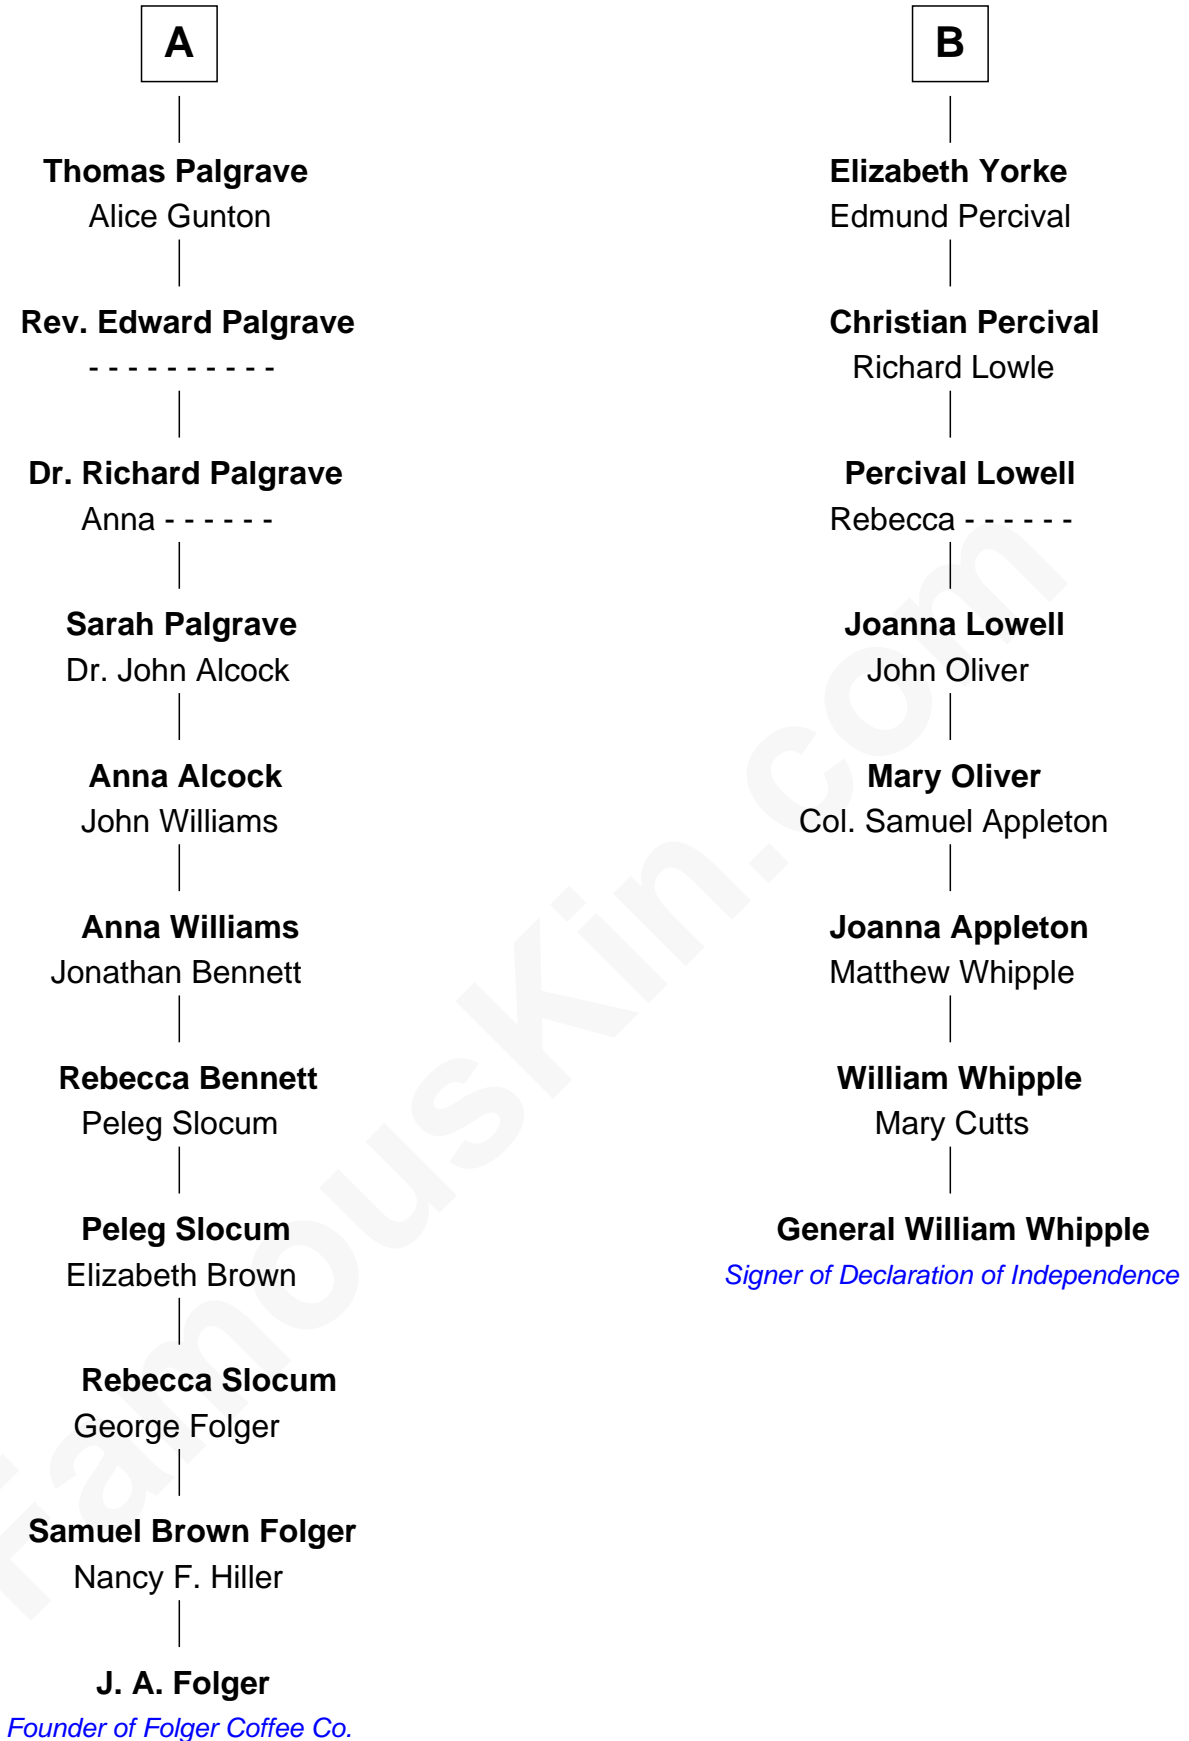 A
Thomas Palgrave
Alice Gunton
Rev. Edward Palgrave
- - - - - - - - - -
Dr. Richard Palgrave
Anna - - - - - -
Sarah Palgrave
Dr. John Alcock
Anna Alcock
John Williams
Anna Williams
Jonathan Bennett
Rebecca Bennett
Peleg Slocum
Peleg Slocum
Elizabeth Brown
Rebecca Slocum
George Folger
Samuel Brown Folger
Nancy F. Hiller
J. A. Folger
Founder of Folger Coffee Co.
B
Elizabeth Yorke
Edmund Percival
Christian Percival
Richard Lowle
Percival Lowell
Rebecca - - - - - -
Joanna Lowell
John Oliver
Mary Oliver
Col. Samuel Appleton
Joanna Appleton
Matthew Whipple
William Whipple
Mary Cutts
General William Whipple
Signer of Declaration of Independence
FamousKin.com